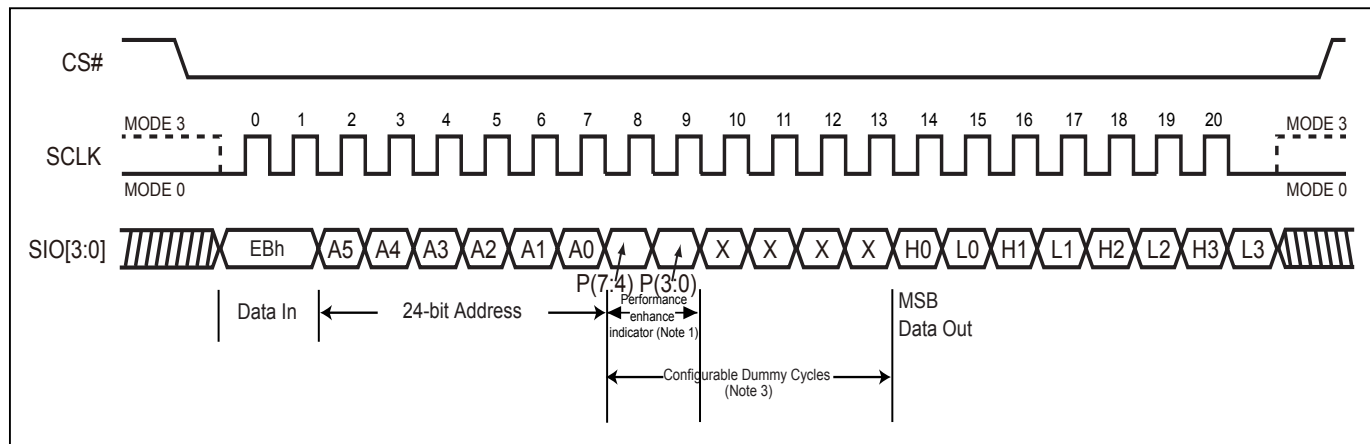 CS#
MODE 3
0 1 2 3 4 5 6 7 8 9 10 11 12 13 14 15 16 17 18 19 20
MODE 3
SCLK
MODE 0
MODE 0
SIO[3:0]
EBh A5 A4 A3 A2 A1 A0 X X X X H0 L0 H1 L1 H2 L2 H3 L3
P(7:4) P(3:0)
Data In
24-bit Address
Performance
enhance
indicator (Note 1)
MSB
Data Out
Configurable Dummy Cycles
(Note 3)